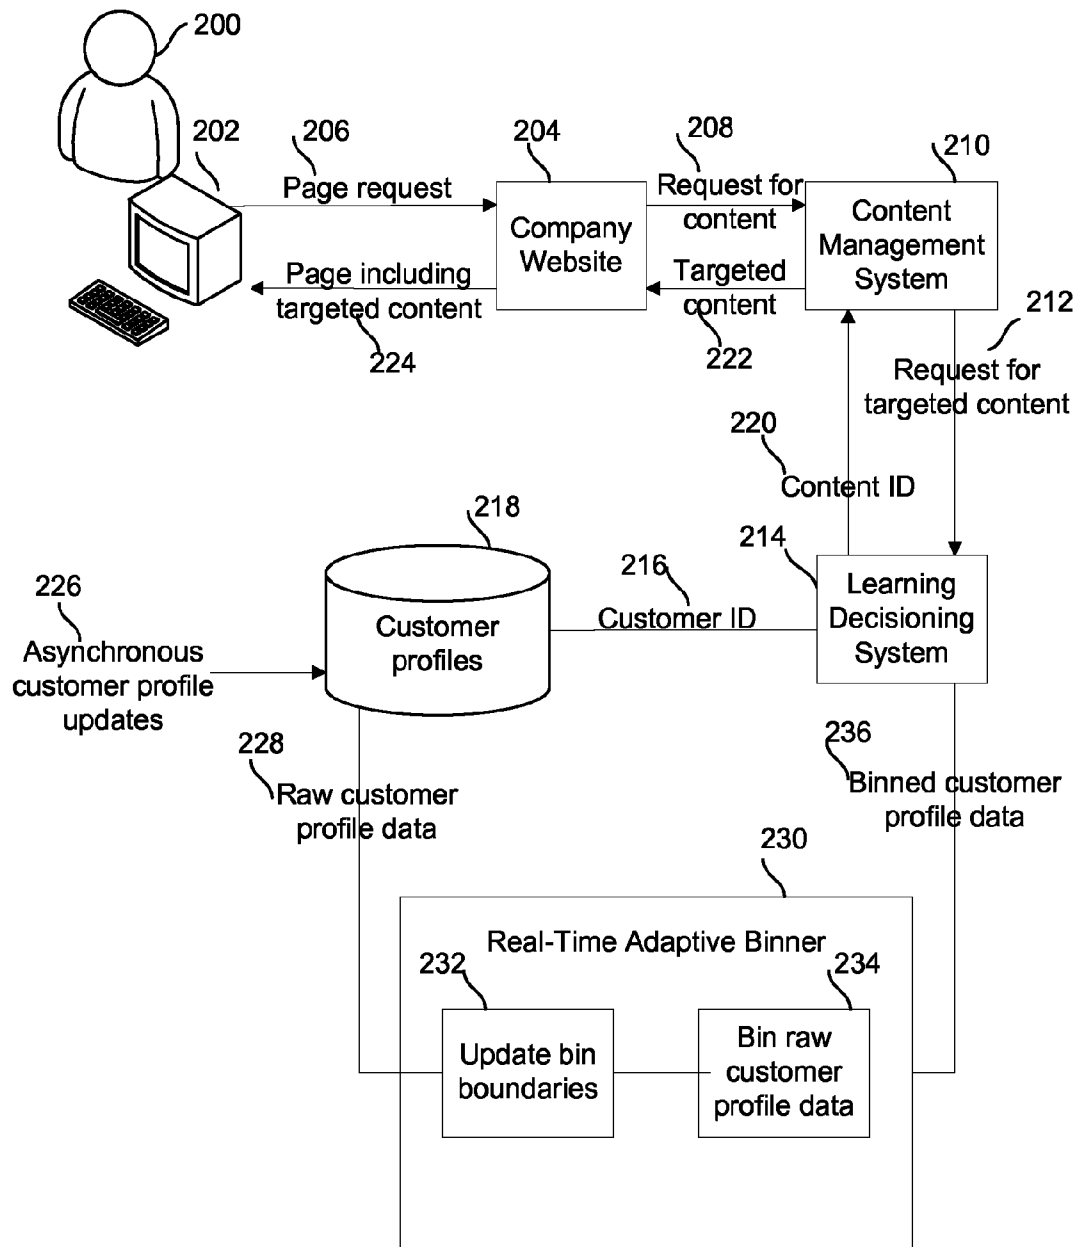 200
202
206
Page request
204
Company
Website
208
Request for
content
210
Content
Management
System
Page including
targeted content
224
Targeted
content
222
212
Request for
targeted content
220
Content ID
218
Customer
profiles
216
Customer ID
214
Learning
Decisioning
System
226
Asynchronous
customer profile
updates
228
Raw customer
profile data
236
Binned customer
profile data
230
Real-Time Adaptive Binner
232
Update bin
boundaries
234
Bin raw
customer
profile data